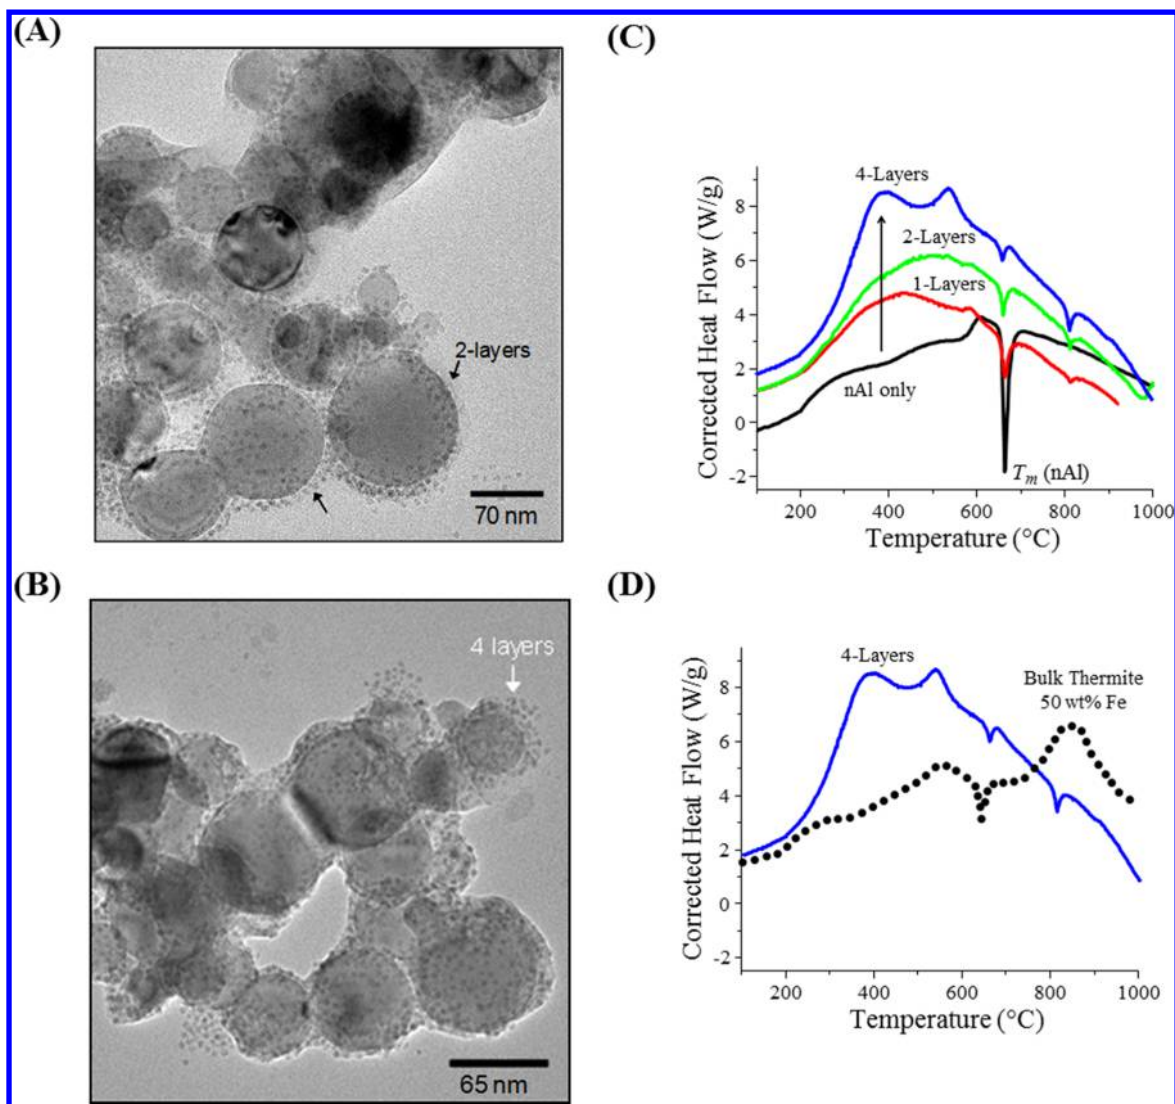 (A)
2-layers
70 nm
(B)
4 layers
65 nm
(C)
Corrected Heat Flow (W/g)
8
6
4
2
0
-2
4-Layers
2-Layers
1-Layers
nAl only
Tm (nAl)
200 400 600 800 1000
Temperature (°C)
(D)
Corrected Heat Flow (W/g)
8
6
4
2
0
-2
4-Layers
Bulk Thermite
50 wt% Fe
200 400 600 800 1000
Temperature (°C)